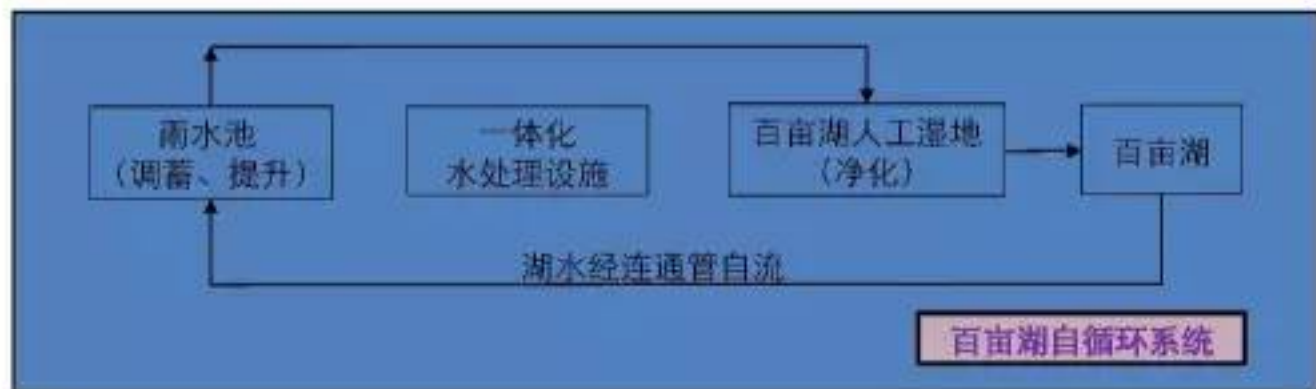 雨水池
（调蓄、提升）
一体化
水处理设施
百亩湖人工湿地
（净化）
百亩湖
湖水经连通管自流
百亩湖自循环系统